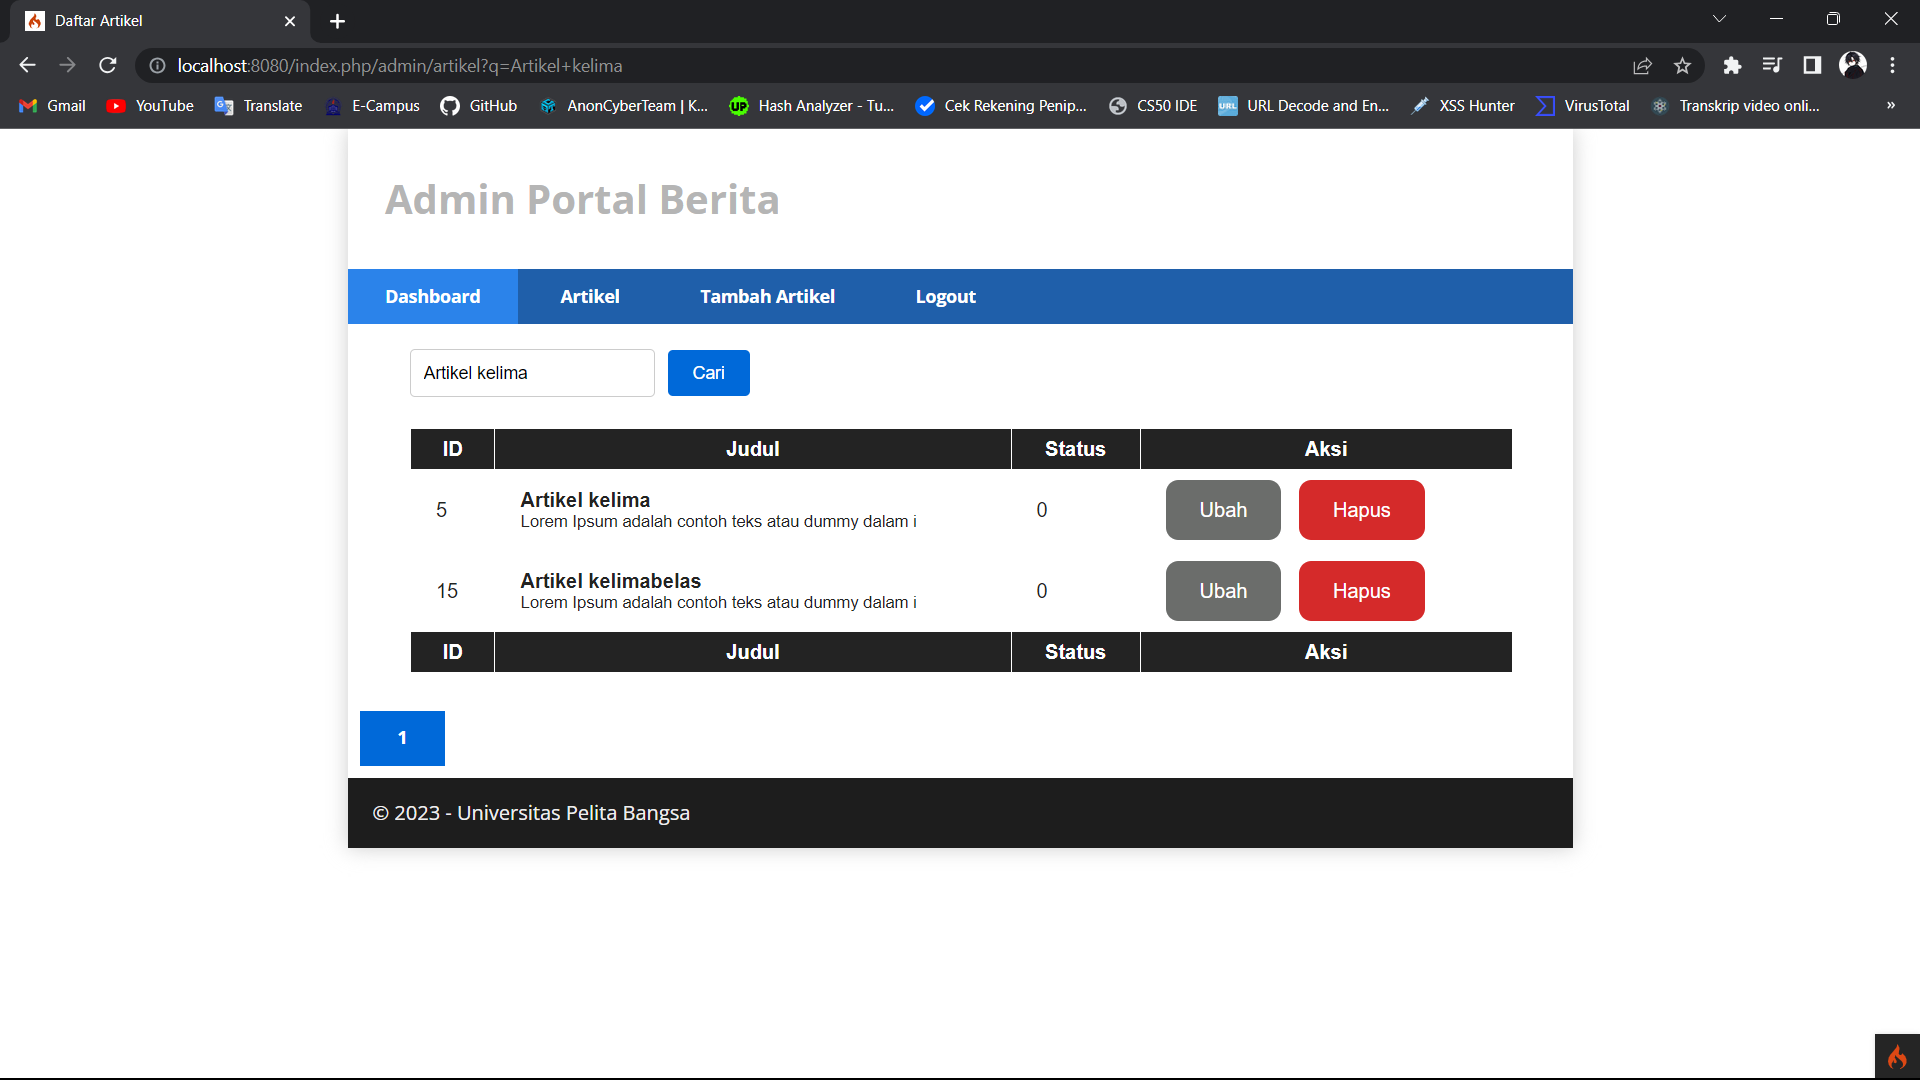 Daftar Artikel
localhost:8080/index.php/admin/artikel?q=Artikel+kelima
Gmail YouTube Translate E-Campus GitHub AnonCyberTeam | K... Hash Analyzer - Tu... Cek Rekening Penip... CS50 IDE URL Decode and En... XSS Hunter VirusTotal Transkrip video onli... »
Admin Portal Berita
Dashboard Artikel Tambah Artikel Logout
Artikel kelima Cari
ID Judul Status Aksi
5 Artikel kelima 0 Ubah Hapus
Lorem Ipsum adalah contoh teks atau dummy dalam i
15 Artikel kelimabelas 0 Ubah Hapus
Lorem Ipsum adalah contoh teks atau dummy dalam i
ID Judul Status Aksi
1
© 2023 - Universitas Pelita Bangsa